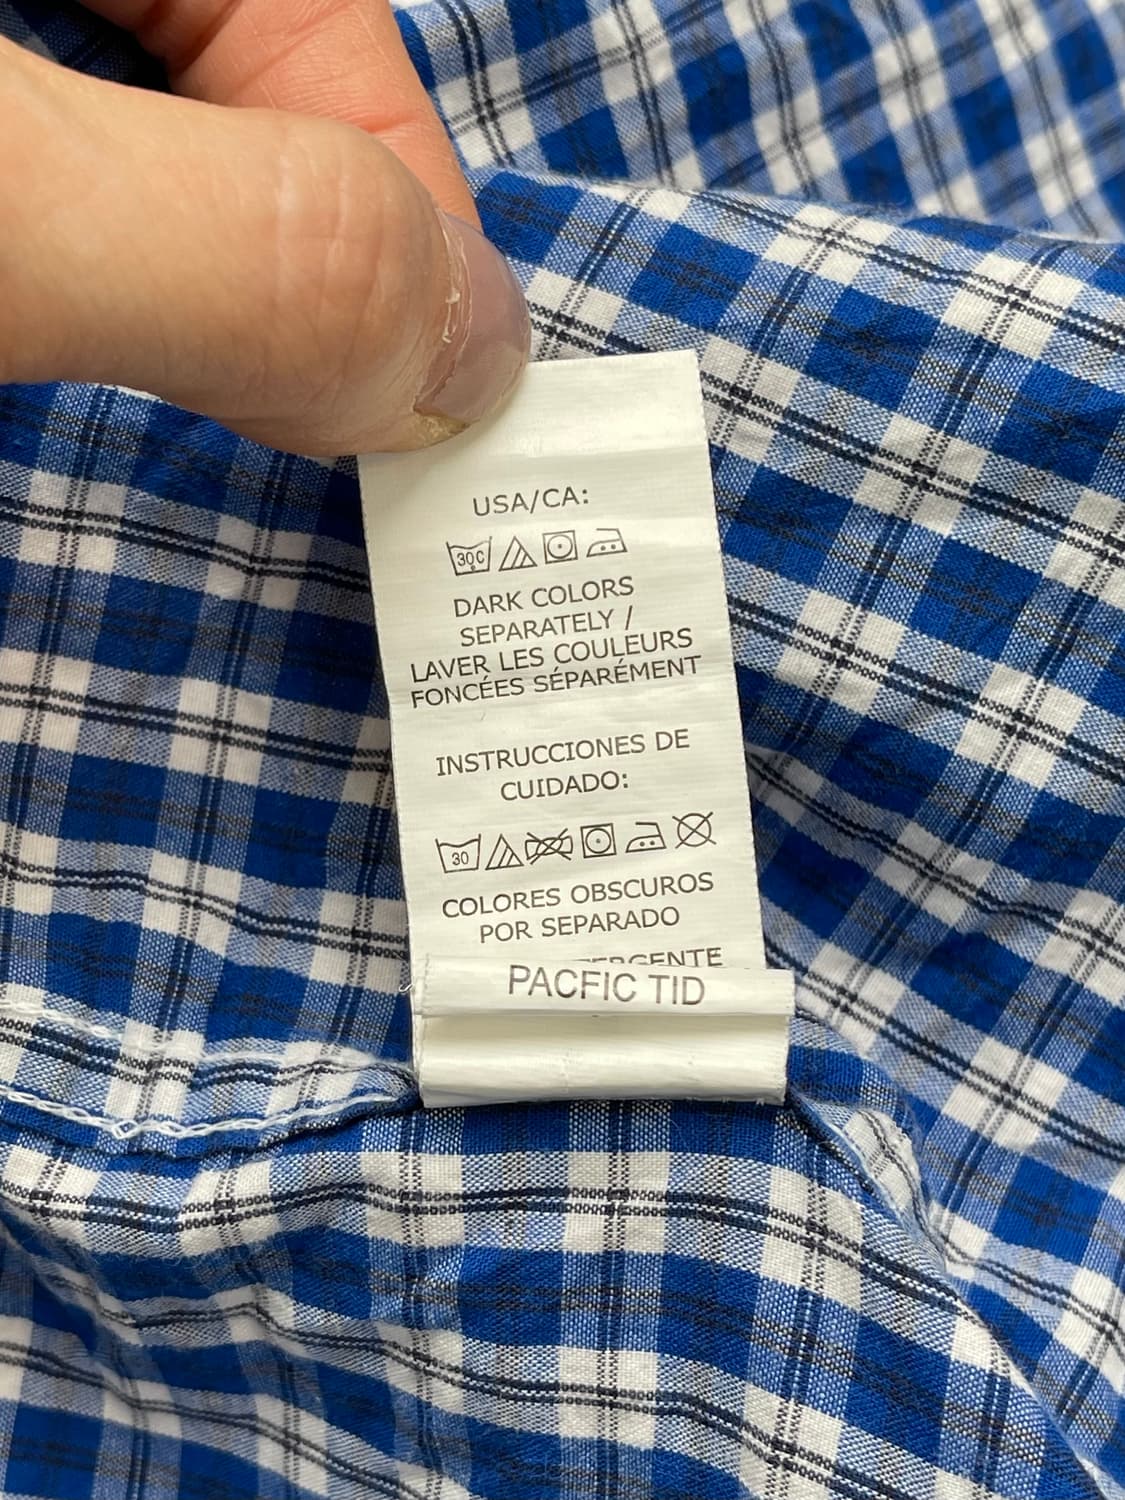 USA/CA:
30C
DARK COLORS
SEPARATELY /
LAVER LES COULEURS
FONCÉES SÉPARÉMENT
INSTRUCCIONES DE
CUIDADO:
30
COLORES OBSCUROS
POR SEPARADO
PACFIC TID